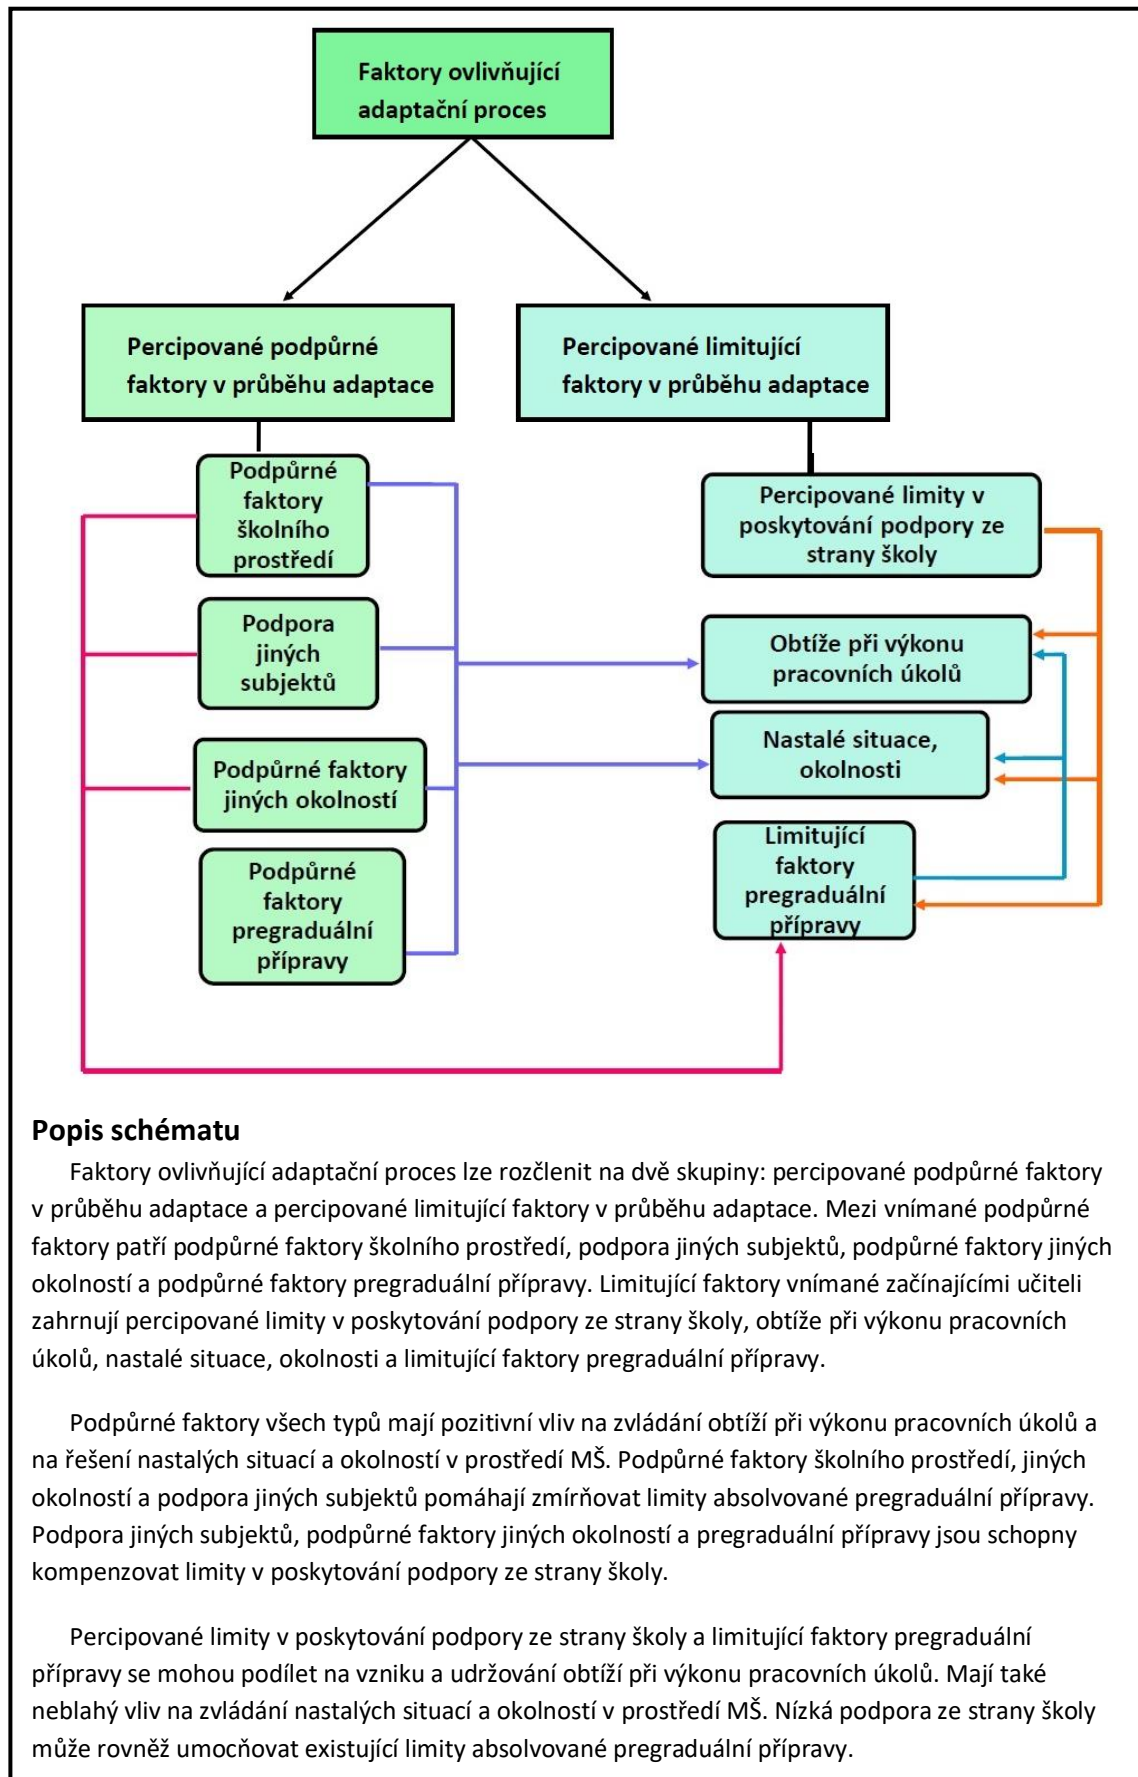 Faktory ovlivňující
adaptační proces
Percipované podpůrné
faktory v průběhu adaptace
Percipované limitující
faktory v průběhu adaptace
Podpůrné
faktory
školního
prostředí
Podpora
jiných
subjektů
Podpůrné faktory
jiných okolností
Podpůrné
faktory
pregraduální
přípravy
Percipované limity v
poskytování podpory ze
strany školy
Obtíže při výkonu
pracovních úkolů
Nastalé situace,
okolnosti
Limitující
faktory
pregraduální
přípravy
Popis schématu
Faktory ovlivňující adaptační proces lze rozčlenit na dvě skupiny: percipované podpůrné faktory
v průběhu adaptace a percipované limitující faktory v průběhu adaptace. Mezi vnímané podpůrné
faktory patří podpůrné faktory školního prostředí, podpora jiných subjektů, podpůrné faktory jiných
okolností a podpůrné faktory pregraduální přípravy. Limitující faktory vnímané začínajícími učiteli
zahrnují percipované limity v poskytování podpory ze strany školy, obtíže při výkonu pracovních
úkolů, nastalé situace, okolnosti a limitující faktory pregraduální přípravy.
Podpůrné faktory všech typů mají pozitivní vliv na zvládání obtíží při výkonu pracovních úkolů a
na řešení nastalých situací a okolností v prostředí MŠ. Podpůrné faktory školního prostředí, jiných
okolností a podpora jiných subjektů pomáhají zmírňovat limity absolvované pregraduální přípravy.
Podpora jiných subjektů, podpůrné faktory jiných okolností a pregraduální přípravy jsou schopny
kompenzovat limity v poskytování podpory ze strany školy.
Percipované limity v poskytování podpory ze strany školy a limitující faktory pregraduální
přípravy se mohou podílet na vzniku a udržování obtíží při výkonu pracovních úkolů. Mají také
neblahý vliv na zvládání nastalých situací a okolností v prostředí MŠ. Nízká podpora ze strany školy
může rovněž umocňovat existující limity absolvované pregraduální přípravy.